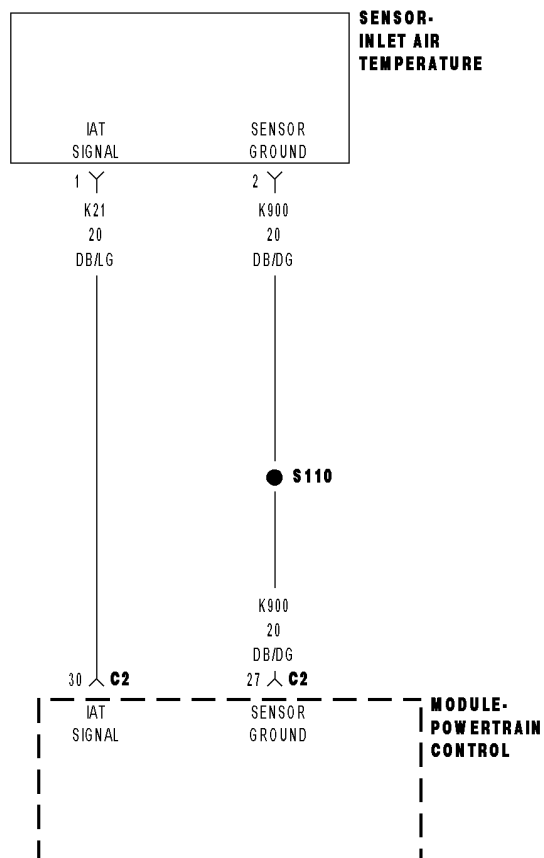 SENSOR-
INLET AIR
TEMPERATURE
IAT
SIGNAL
SENSOR
GROUND
1
2
K21
20
DB/LG
K900
20
DB/DG
S110
K900
20
DB/DG
30 C2
27 C2
IAT
SIGNAL
SENSOR
GROUND
MODULE-
POWERTRAIN
CONTROL